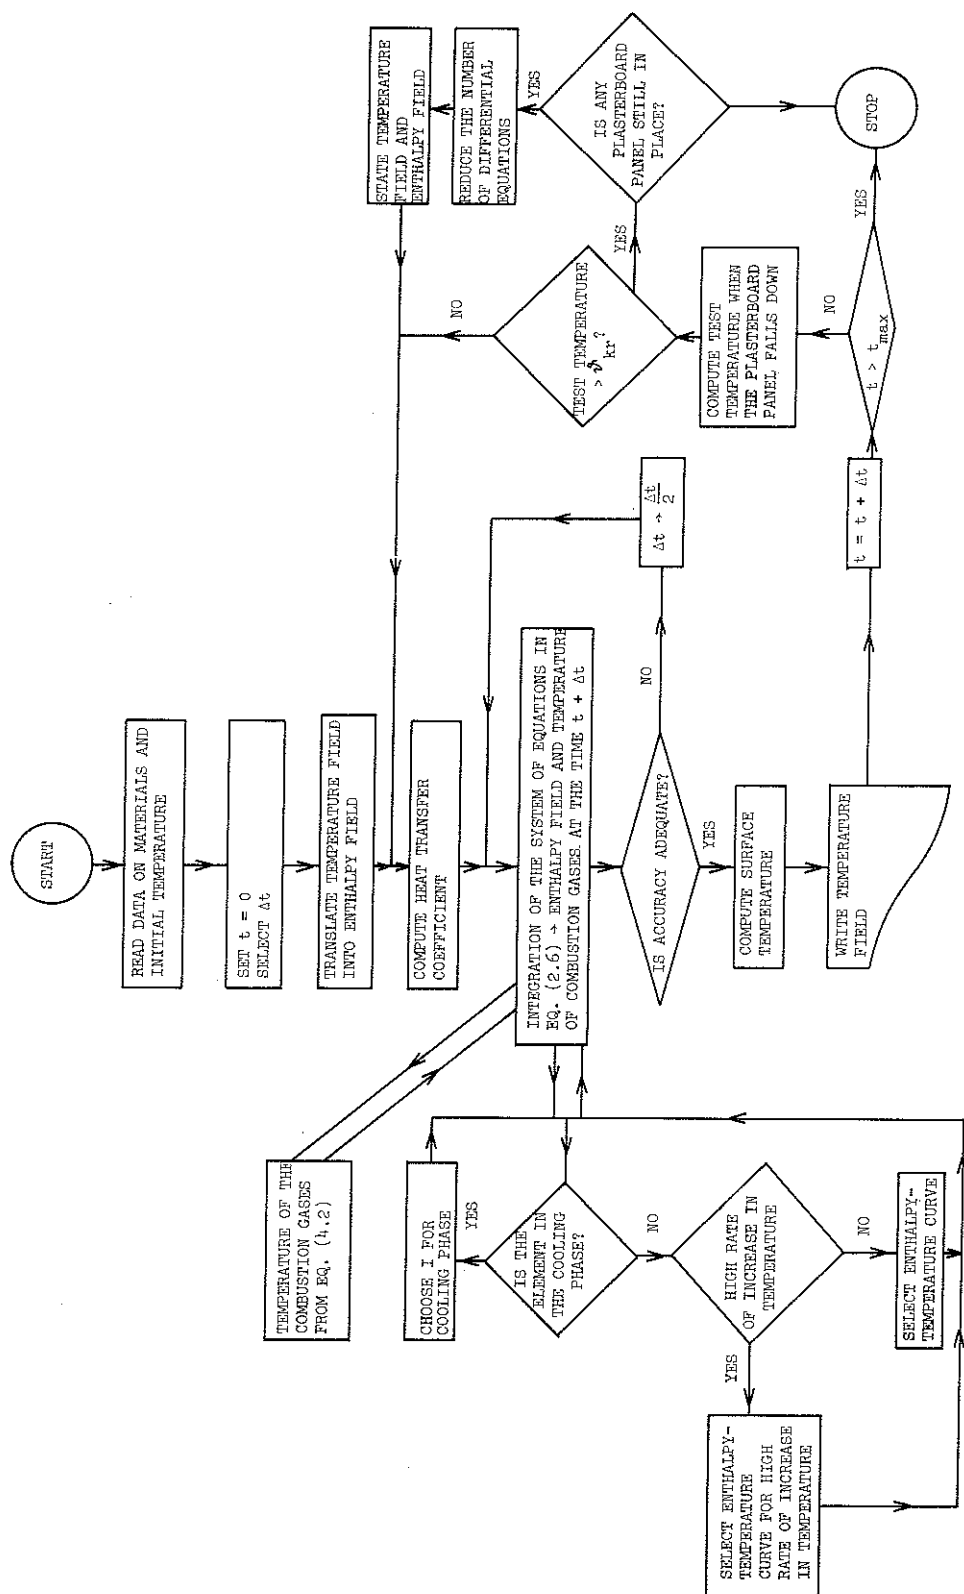 START
READ DATA ON MATERIALS AND
INITIAL TEMPERATURE
SET t = 0
SELECT Δt
TRANSLATE TEMPERATURE FIELD
INTO ENTHALPY FIELD
COMPUTE HEAT TRANSFER
COEFFICIENT
INTEGRATION OF THE SYSTEM OF EQUATIONS IN
EQ. (2.6) → ENTHALPY FIELD AND TEMPERATURE
OF COMBUSTION GASES AT THE TIME t + Δt
TEMPERATURE OF THE
COMBUSTION GASES
FROM EQ. (4.2)
CHOOSE I FOR
COOLING PHASE
YES
IS THE
ELEMENT IN
THE COOLING
PHASE?
NO
HIGH RATE
OF INCREASE IN
TEMPERATURE
YES
NO
SELECT ENTHALPY-
TEMPERATURE
CURVE FOR HIGH
RATE OF INCREASE
IN TEMPERATURE
SELECT ENTHALPY-
TEMPERATURE CURVE
IS ACCURACY ADEQUATE?
NO
Δt → Δt/2
YES
COMPUTE SURFACE
TEMPERATURE
WRITE TEMPERATURE
FIELD
t = t + Δt
t > t max
YES
STOP
NO
COMPUTE TEST
TEMPERATURE WHEN
THE PLASTERBOARD
PANEL FALLS DOWN
TEST TEMPERATURE
> ϑ kr?
NO
YES
IS ANY
PLASTERBOARD
PANEL STILL IN
PLACE?
YES
REDUCE THE NUMBER
OF DIFFERENTIAL
EQUATIONS
STATE TEMPERATURE
FIELD AND
ENTHALPY FIELD